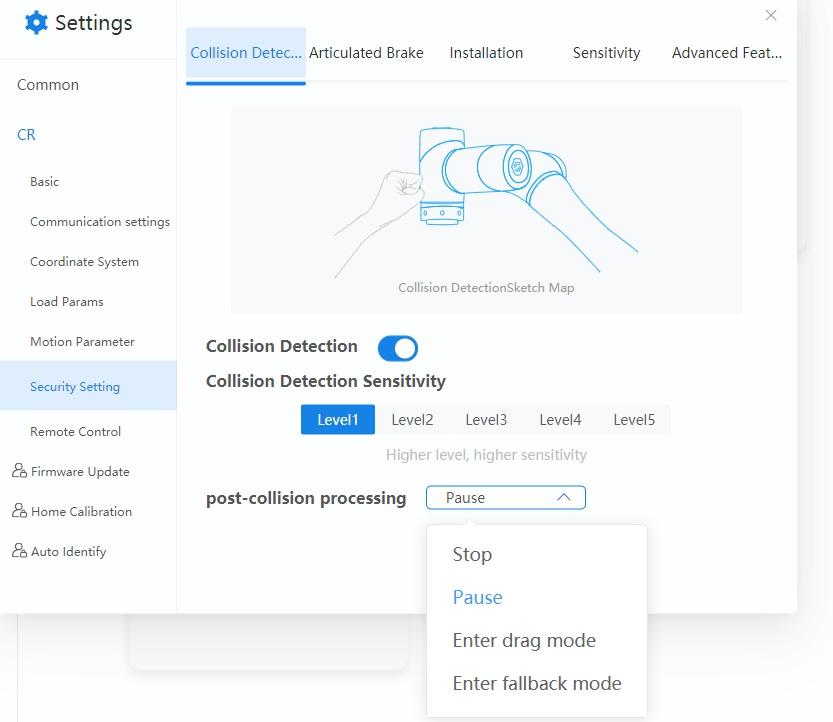 Settings
Common
CR
Basic
Communication settings
Coordinate System
Load Params
Motion Parameter
Security Setting
Remote Control
Firmware Update
Home Calibration
Auto Identify
Collision Detec... Articulated Brake Installation Sensitivity Advanced Feat...
Collision DetectionSketch Map
Collision Detection
Collision Detection Sensitivity
Level1 Level2 Level3 Level4 Level5
Higher level, higher sensitivity
post-collision processing Pause
Stop
Pause
Enter drag mode
Enter fallback mode